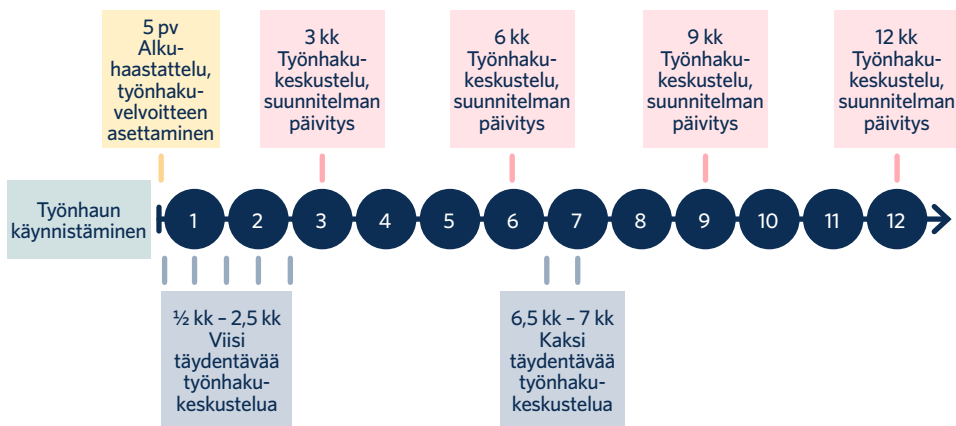 5 pv
Alku-
haastattelu,
työnhaku-
velvoitteen
asettaminen
3 kk
Työnhaku-
keskustelu,
suunnitelman
päivitys
6 kk
Työnhaku-
keskustelu,
suunnitelman
päivitys
9 kk
Työnhaku-
keskustelu,
suunnitelman
päivitys
12 kk
Työnhaku-
keskustelu,
suunnitelman
päivitys
Työnhaun
käynnistäminen
1 2 3 4 5 6 7 8 9 10 11 12
½ kk – 2,5 kk
Viisi
täydentävää
työnhaku-
keskustelua
6,5 kk – 7 kk
Kaksi
täydentävää
työnhaku-
keskustelua